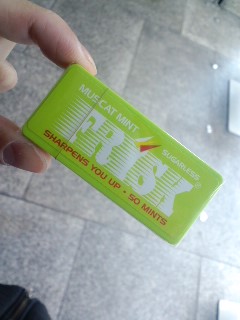 MUSCAT MINT
SUGARLESS
FRISK
SHARPENS YOU UP • 50 MINTS